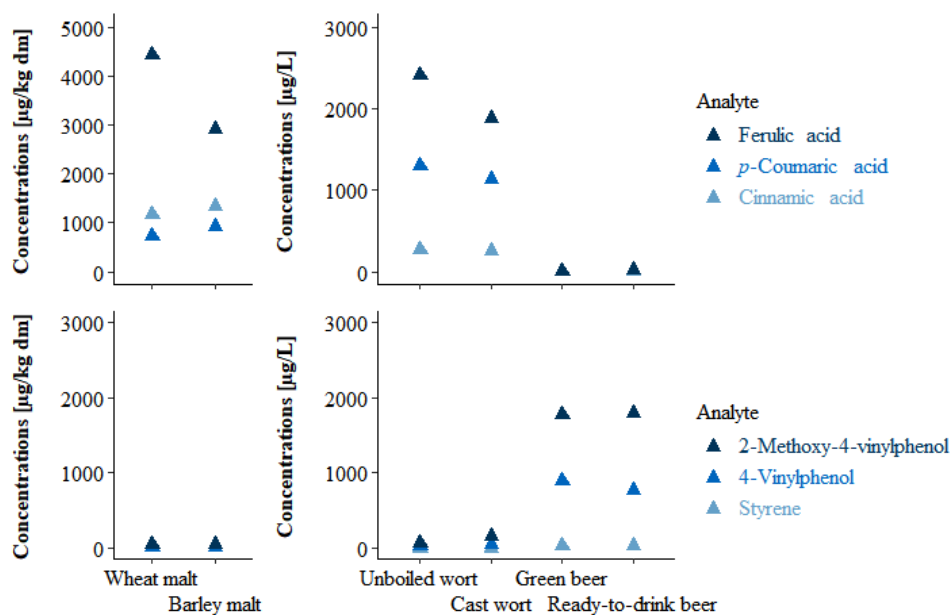 Concentrations [µg/kg dm]
5000
4000
3000
2000
1000
0
Concentrations [µg/L]
3000
2000
1000
0
Analyte
Ferulic acid
p-Coumaric acid
Cinnamic acid
Concentrations [µg/kg dm]
3000
2000
1000
0
Wheat malt
Barley malt
Concentrations [µg/L]
3000
2000
1000
0
Unboiled wort
Green beer
Cast wort
Ready-to-drink beer
Analyte
2-Methoxy-4-vinylphenol
4-Vinylphenol
Styrene